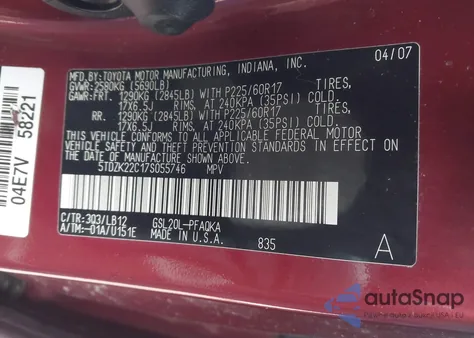 MFD. BY: TOYOTA MOTOR MANUFACTURING, INDIANA, INC. 04/07
GVWR: 2580KG (5690LB)
GAWR: FRT. 1290KG (2845LB) WITH P225/60R17 TIRES,
17X6.5J RIMS, AT 240KPA (35PSI) COLD.
RR. 1290KG (2845LB) WITH P225/60R17 TIRES,
17X6.5J RIMS, AT 240KPA (35PSI) COLD.
THIS VEHICLE CONFORMS TO ALL APPLICABLE FEDERAL MOTOR
VEHICLE SAFETY STANDARDS IN EFFECT ON THE DATE OF
MANUFACTURE SHOWN ABOVE.
5TDZK22C17S055746 MPV
C/TR: 3Q3/LB12 GSL20L-PFAQKA
A/TM: -01A/U151E MADE IN U.S.A. 835 A
04E7V 58221
autoSnap